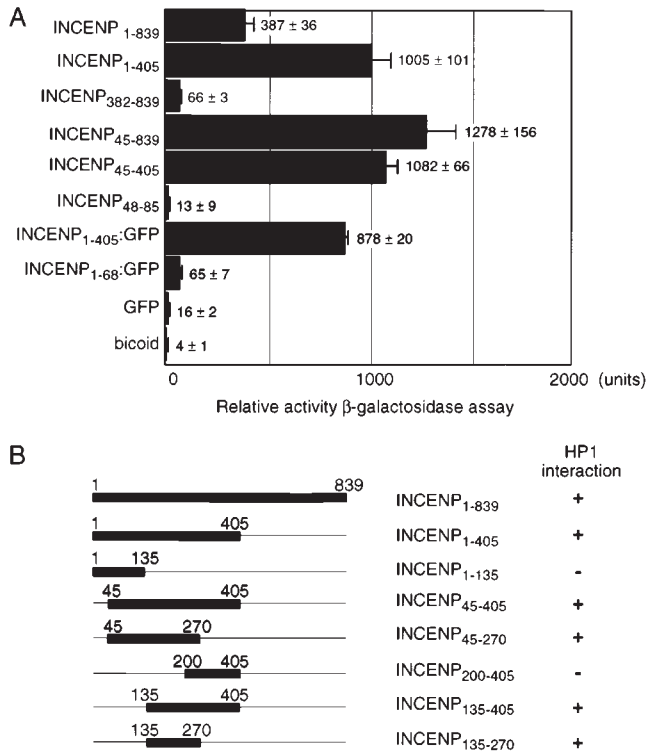 A
INCENP 1-839 387 ± 36
INCENP1-405 1005 ± 101
INCENP382-839 66 ± 3
INCENP45-839 1278 ± 156
INCENP45-405 1082 ± 66
INCENP48-85 13 ± 9
INCENP1-405:GFP 878 ± 20
INCENP1-68:GFP 65 ± 7
GFP 16 ± 2
bicoid 4 ± 1
0 1000 2000 (units)
Relative activity β-galactosidase assay
B
HP1
interaction
1 839 INCENP1-839 +
1 405 INCENP1-405 +
1 135 INCENP1-135 -
45 405 INCENP45-405 +
45 270 INCENP45-270 +
200 405 INCENP200-405 -
135 405 INCENP135-405 +
135 270 INCENP135-270 +